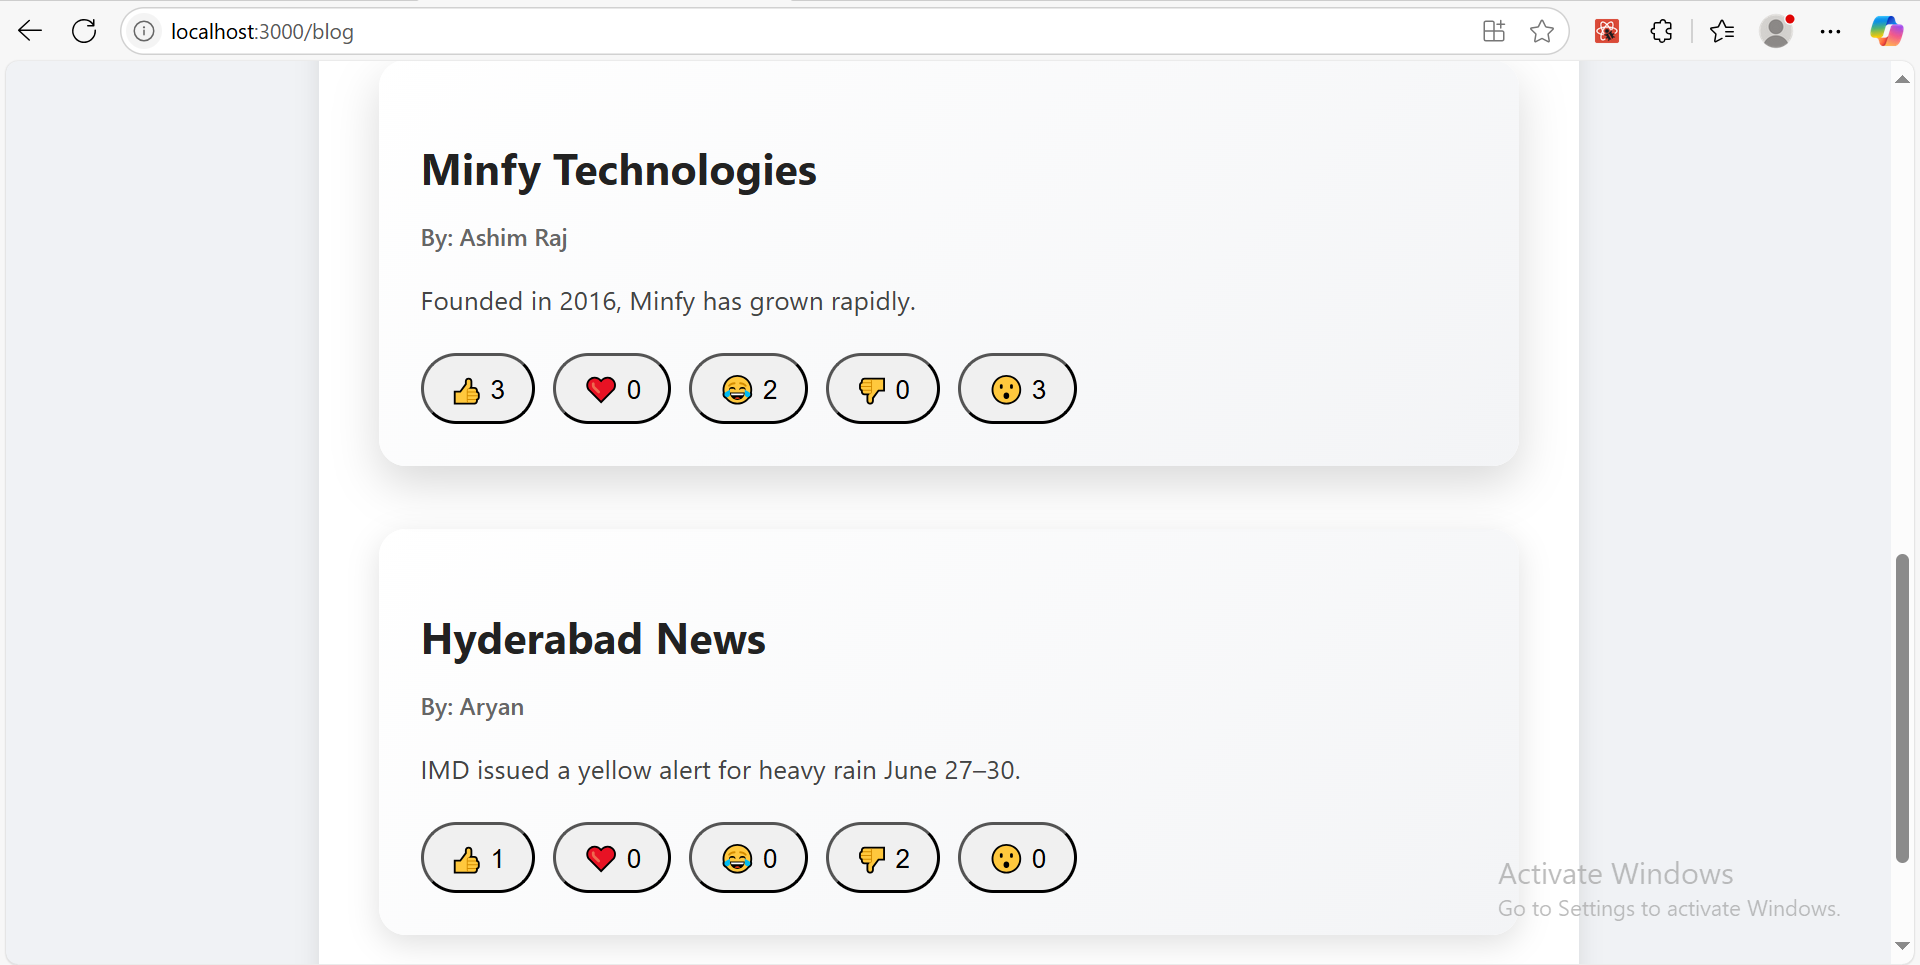 localhost:3000/blog
Minfy Technologies
By: Ashim Raj
Founded in 2016, Minfy has grown rapidly.
👍 3 ❤️ 0 😂 2 👎 0 😮 3
Hyderabad News
By: Aryan
IMD issued a yellow alert for heavy rain June 27–30.
👍 1 ❤️ 0 😂 0 👎 2 😮 0
Activate Windows
Go to Settings to activate Windows.